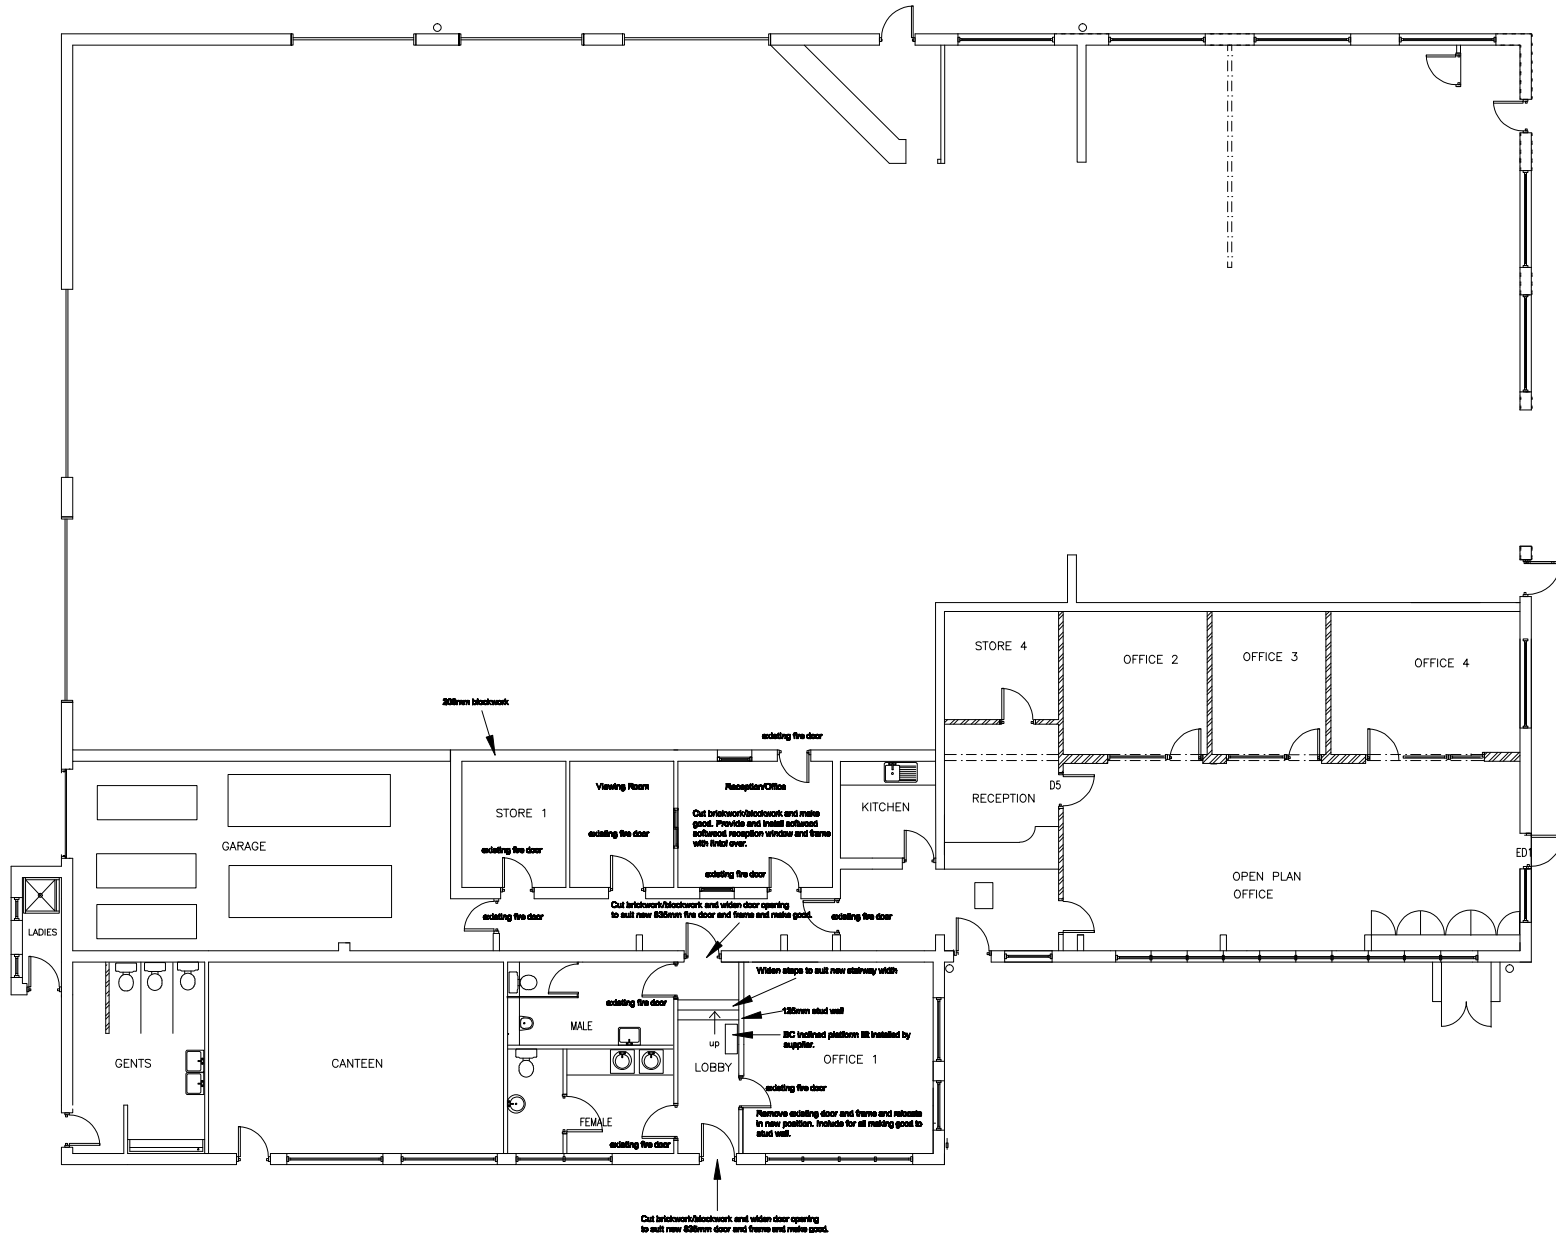 STORE 4
OFFICE 2
OFFICE 3
OFFICE 4
200mm blockwork
existing fire door
Viewing Room
Reception/Office
D5
RECEPTION
STORE 1
KITCHEN
Cut brickwork/blockwork and make
good. Provide and install softwood
softwood reception window and frame
with lintol over.
existing fire door
GARAGE
existing fire door
ED1
existing fire door
OPEN PLAN
OFFICE
Cut brickwork/blockwork and widen door opening
to suit new 835mm fire door and frame and make good.
existing fire door
existing fire door
LADIES
Widen steps to suit new stairway width
existing fire door
125mm stud wall
MALE
up
BC inclined platform lift installed by
supplier.
GENTS
CANTEEN
LOBBY
OFFICE 1
existing fire door
FEMALE
Remove existing door and frame and relocate
in new position. Include for all making good to
stud wall.
existing fire door
Cut brickwork/blockwork and widen door opening
to suit new 835mm door and frame and make good.